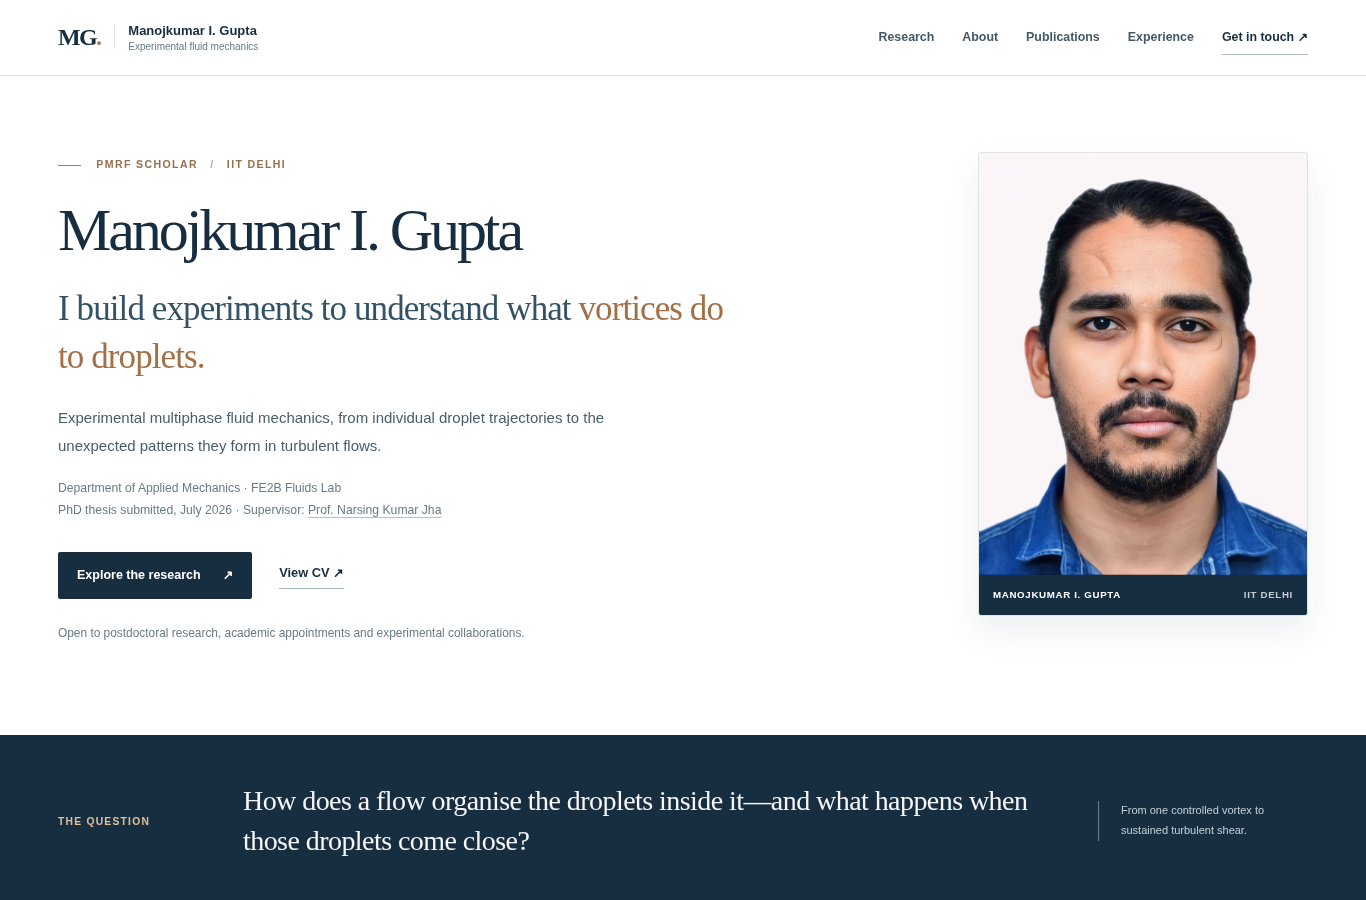 MG.
Manojkumar I. Gupta
Experimental fluid mechanics
Research
About
Publications
Experience
Get in touch ↗
PMRF SCHOLAR / IIT DELHI
Manojkumar I. Gupta
I build experiments to understand what vortices do
to droplets.
Experimental multiphase fluid mechanics, from individual droplet trajectories to the
unexpected patterns they form in turbulent flows.
Department of Applied Mechanics · FE2B Fluids Lab
PhD thesis submitted, July 2026 · Supervisor: Prof. Narsing Kumar Jha
Explore the research ↗
View CV ↗
Open to postdoctoral research, academic appointments and experimental collaborations.
MANOJKUMAR I. GUPTA
IIT DELHI
THE QUESTION
How does a flow organise the droplets inside it—and what happens when
those droplets come close?
From one controlled vortex to
sustained turbulent shear.